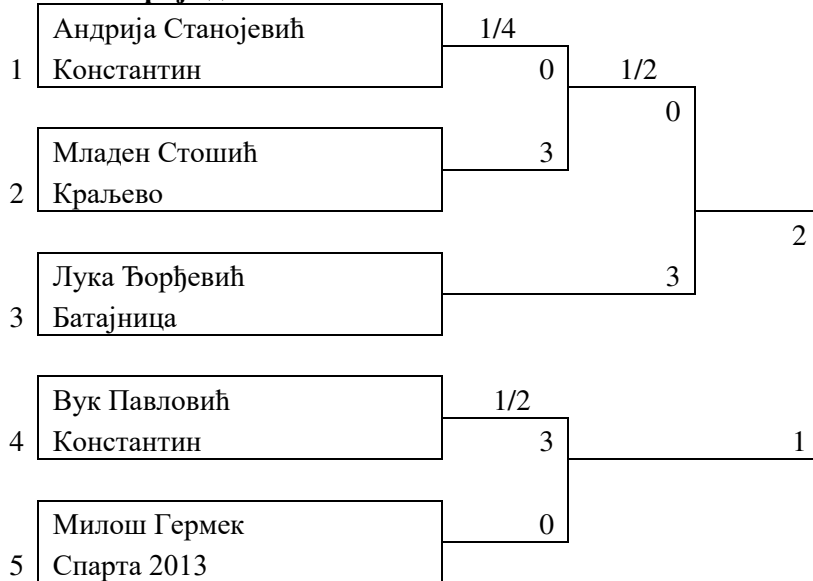 Андрија Станојевић
1/4
1
Константин
0
1/2
0
Младен Стошић
3
2
Краљево
2
Лука Ђорђевић
3
3
Батајница
Вук Павловић
1/2
4
Константин
3
1
Милош Гермек
0
5
Спарта 2013